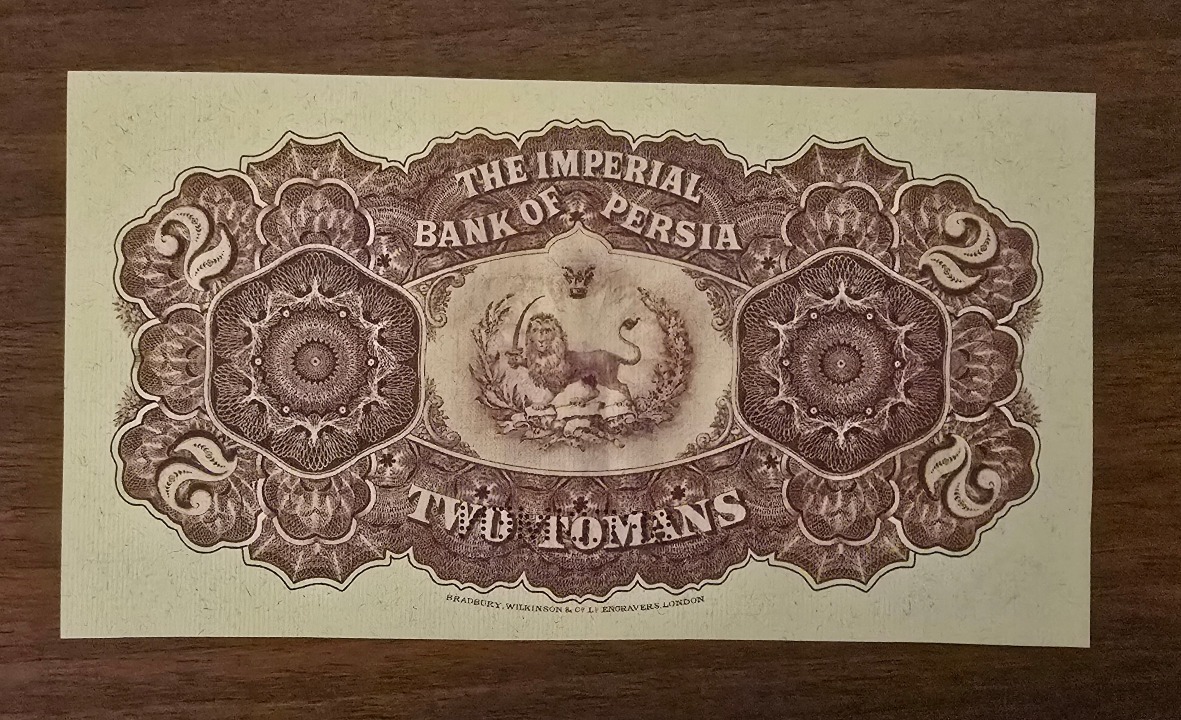 THE IMPERIAL
BANK OF PERSIA
2 2
2 2
TWO TOMANS
BRADBURY, WILKINSON & Cº Lᵈ ENGRAVERS, LONDON